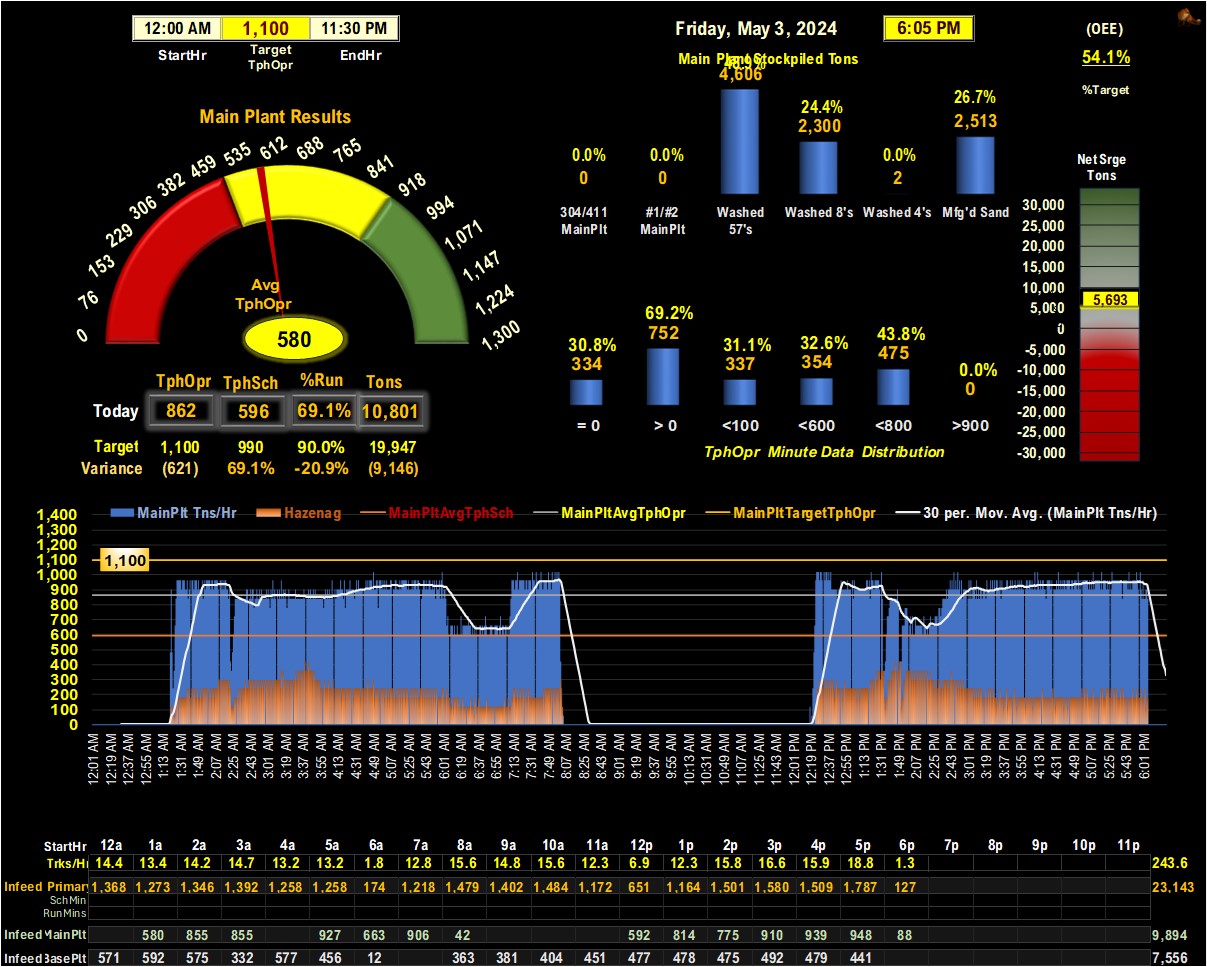 12:00 AM 1,100 11:30 PM
StartHr Target TphOpr EndHr
Friday, May 3, 2024 6:05 PM
(OEE)
54.1%
%Target
Main Plant Stockpiled Tons
4,606
24.4%
2,300
26.7%
2,513
0.0% 0.0% 0.0%
0 0 2
304/411 MainPlt #1/#2 MainPlt Washed 57's Washed 8's Washed 4's Mfg'd Sand
Main Plant Results
0 76 153 229 306 382 459 535 612 688 765 841 918 994 1,071 1,147 1,224 1,300
Avg
TphOpr
580
Net Srge
Tons
30,000
25,000
20,000
15,000
10,000
5,693
5,000
0
-5,000
-10,000
-15,000
-20,000
-25,000
-30,000
30.8% 69.2% 31.1% 32.6% 43.8% 0.0%
334 752 337 354 475 0
= 0 > 0 <100 <600 <800 >900
TphOpr Minute Data Distribution
TphOpr TphSch %Run Tons
Today 862 596 69.1% 10,801
Target 1,100 990 90.0% 19,947
Variance (621) 69.1% -20.9% (9,146)
MainPlt Tns/Hr Hazemag MainPltAvgTphSch MainPltAvgTphOpr MainPltTargetTphOpr 30 per. Mov. Avg. (MainPlt Tns/Hr)
1,400
1,300
1,200
1,100
1,100
1,000
900
800
700
600
500
400
300
200
100
0
12:01 AM 12:19 AM 12:37 AM 12:55 AM 1:13 AM 1:31 AM 1:49 AM 2:07 AM 2:25 AM 2:43 AM 3:01 AM 3:19 AM 3:37 AM 3:55 AM 4:13 AM 4:31 AM 4:49 AM 5:07 AM 5:25 AM 5:43 AM 6:01 AM 6:19 AM 6:37 AM 6:55 AM 7:13 AM 7:31 AM 7:49 AM 8:07 AM 8:25 AM 8:43 AM 9:01 AM 9:19 AM 9:37 AM 9:55 AM 10:13 AM 10:31 AM 10:49 AM 11:07 AM 11:25 AM 11:43 AM 12:01 PM 12:19 PM 12:37 PM 12:55 PM 1:13 PM 1:31 PM 1:49 PM 2:07 PM 2:25 PM 2:43 PM 3:01 PM 3:19 PM 3:37 PM 3:55 PM 4:13 PM 4:31 PM 4:49 PM 5:07 PM 5:25 PM 5:43 PM 6:01 PM
StartHr 12a 1a 2a 3a 4a 5a 6a 7a 8a 9a 10a 11a 12p 1p 2p 3p 4p 5p 6p 7p 8p 9p 10p 11p
Trks/Hr 14.4 13.4 14.2 14.7 13.2 13.2 1.8 12.8 15.6 14.8 15.6 12.3 6.9 12.3 15.8 16.6 15.9 18.8 1.3 243.6
Infeed Primary 1,368 1,273 1,346 1,392 1,258 1,258 174 1,218 1,479 1,402 1,484 1,172 651 1,164 1,501 1,580 1,509 1,787 127 23,143
SchMin
RunMins
Infeed MainPlt 580 855 855 927 663 906 42 592 814 775 910 939 948 88 9,894
Infeed BasePlt 571 592 575 332 577 456 12 363 381 404 451 477 478 475 492 479 441 7,556